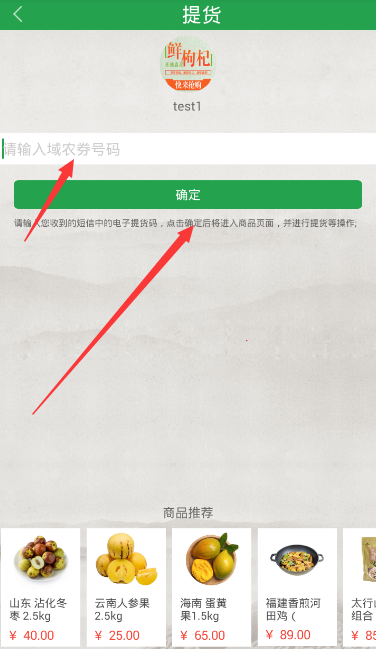 提货
鲜
枸杞
快来抢购
test1
请输入域农券号码
确定
请输入您收到的短信中的电子提货码，点击确定后将进入商品页面，并进行提货等操作;
商品推荐
山东 沾化冬
枣 2.5kg
¥ 40.00
云南人参果
2.5kg
¥ 25.00
海南 蛋黄
果1.5kg
¥ 65.00
福建香煎河
田鸡（
¥ 89.00
太行山
组合
¥ 85